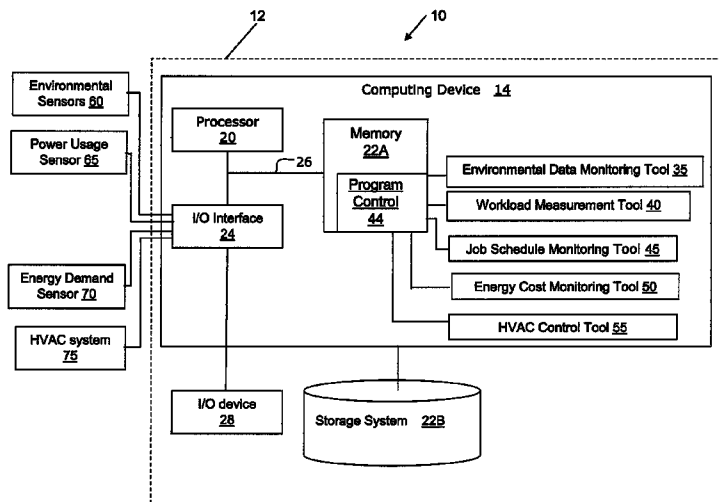 12
10
Environmental
Sensors 60
Power Usage
Sensor 65
Energy Demand
Sensor 70
HVAC system
75
Computing Device 14
Processor
20
26
I/O Interface
24
Memory
22A
Program
Control
44
Environmental Data Monitoring Tool 35
Workload Measurement Tool 40
Job Schedule Monitoring Tool 45
Energy Cost Monitoring Tool 50
HVAC Control Tool 55
I/O device
28
Storage System 22B